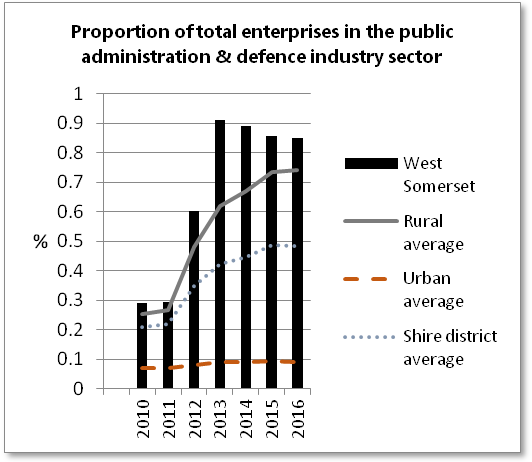 Proportion of total enterprises in the public
administration & defence industry sector
1
0.9
0.8
0.7
0.6
0.5
0.4
0.3
0.2
0.1
0
%
2010
2011
2012
2013
2014
2015
2016
West
Somerset
Rural
average
Urban
average
Shire district
average